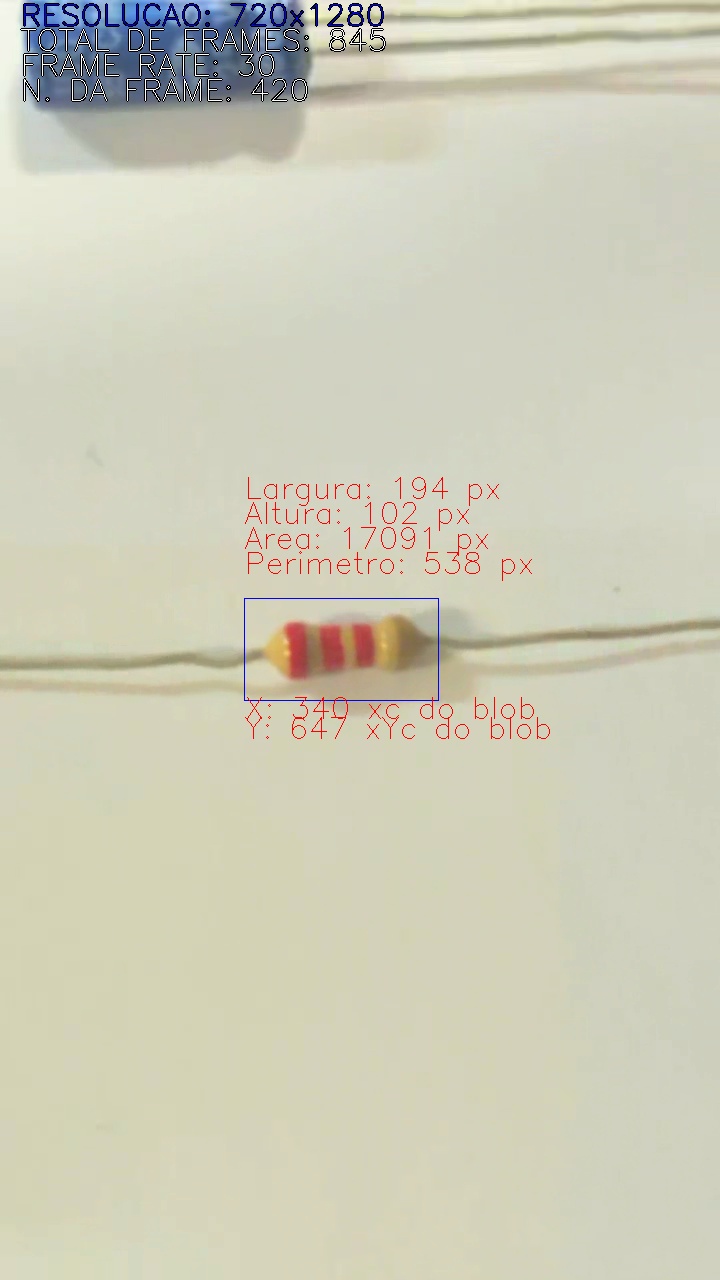 RESOLUCAO: 720x1280
TOTAL DE FRAMES: 845
FRAME RATE: 30
N. DA FRAME: 420
Largura: 194 px
Altura: 102 px
Area: 17091 px
Perimetro: 538 px
X: 340 xc do blob
Y: 647 xYc do blob